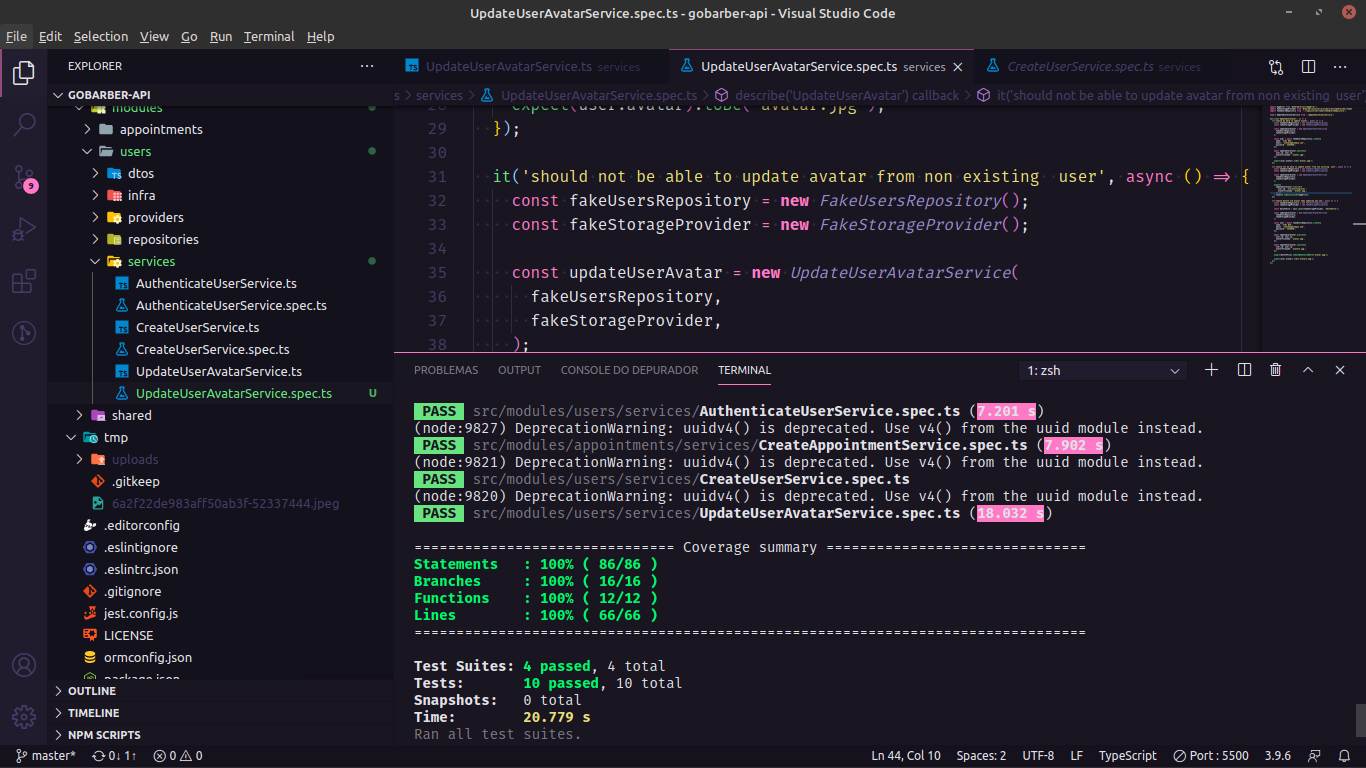 UpdateUserAvatarService.spec.ts - gobarber-api - Visual Studio Code
File Edit Selection View Go Run Terminal Help
EXPLORER
GOBARBER-API
modules
appointments
users
dtos
infra
providers
repositories
services
AuthenticateUserService.ts
AuthenticateUserService.spec.ts
CreateUserService.ts
CreateUserService.spec.ts
UpdateUserAvatarService.ts
UpdateUserAvatarService.spec.ts U
shared
tmp
uploads
.gitkeep
6a2f22de983aff50ab3f-52337444.jpeg
.editorconfig
.eslintignore
.eslintrc.json
.gitignore
jest.config.js
LICENSE
ormconfig.json
package.json
OUTLINE
TIMELINE
NPM SCRIPTS
9
UpdateUserAvatarService.ts services
UpdateUserAvatarService.spec.ts services
CreateUserService.spec.ts services
s > services > UpdateUserAvatarService.spec.ts > describe('UpdateUserAvatar') callback > it('should not be able to update avatar from non existing user'
28 expect(user.avatar).toBe('avatar.jpg');
29 });
30
31 it('should not be able to update avatar from non existing  user', async () => {
32 const fakeUsersRepository = new FakeUsersRepository();
33 const fakeStorageProvider = new FakeStorageProvider();
34
35 const updateUserAvatar = new UpdateUserAvatarService(
36 fakeUsersRepository,
37 fakeStorageProvider,
38 );
PROBLEMAS OUTPUT CONSOLE DO DEPURADOR TERMINAL 1: zsh
PASS src/modules/users/services/AuthenticateUserService.spec.ts (7.201 s)
(node:9827) DeprecationWarning: uuidv4() is deprecated. Use v4() from the uuid module instead.
PASS src/modules/appointments/services/CreateAppointmentService.spec.ts (7.902 s)
(node:9821) DeprecationWarning: uuidv4() is deprecated. Use v4() from the uuid module instead.
PASS src/modules/users/services/CreateUserService.spec.ts
(node:9820) DeprecationWarning: uuidv4() is deprecated. Use v4() from the uuid module instead.
PASS src/modules/users/services/UpdateUserAvatarService.spec.ts (18.032 s)
=============================== Coverage summary ===============================
Statements   : 100% ( 86/86 )
Branches     : 100% ( 16/16 )
Functions    : 100% ( 12/12 )
Lines        : 100% ( 66/66 )
================================================================================
Test Suites: 4 passed, 4 total
Tests:       10 passed, 10 total
Snapshots:   0 total
Time:        20.779 s
Ran all test suites.
master* 0↓ 1↑ 0 0 Ln 44, Col 10 Spaces: 2 UTF-8 LF TypeScript Port : 5500 3.9.6